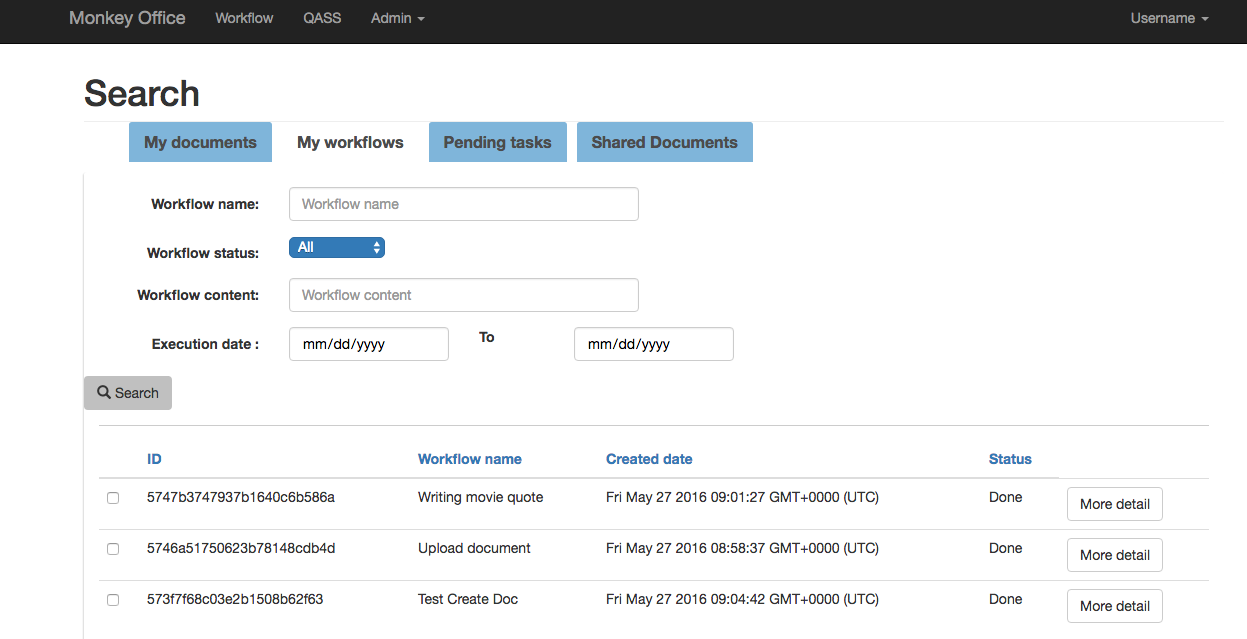 Monkey Office Workflow QASS Admin Username
Search
My documents My workflows Pending tasks Shared Documents
Workflow name: Workflow name
Workflow status: All
Workflow content: Workflow content
Execution date : mm/dd/yyyy To mm/dd/yyyy
Search
ID Workflow name Created date Status
5747b3747937b1640c6b586a Writing movie quote Fri May 27 2016 09:01:27 GMT+0000 (UTC) Done More detail
5746a51750623b78148cdb4d Upload document Fri May 27 2016 08:58:37 GMT+0000 (UTC) Done More detail
573f7f68c03e2b1508b62f63 Test Create Doc Fri May 27 2016 09:04:42 GMT+0000 (UTC) Done More detail